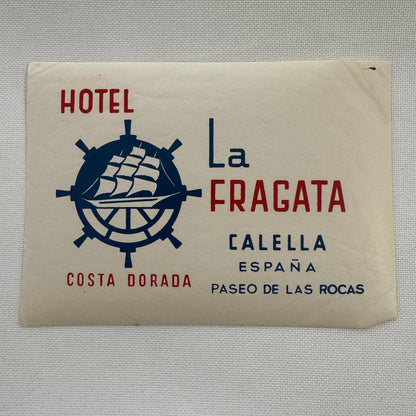 HOTEL
La
FRAGATA
CALELLA
ESPAÑA
COSTA DORADA
PASEO DE LAS ROCAS